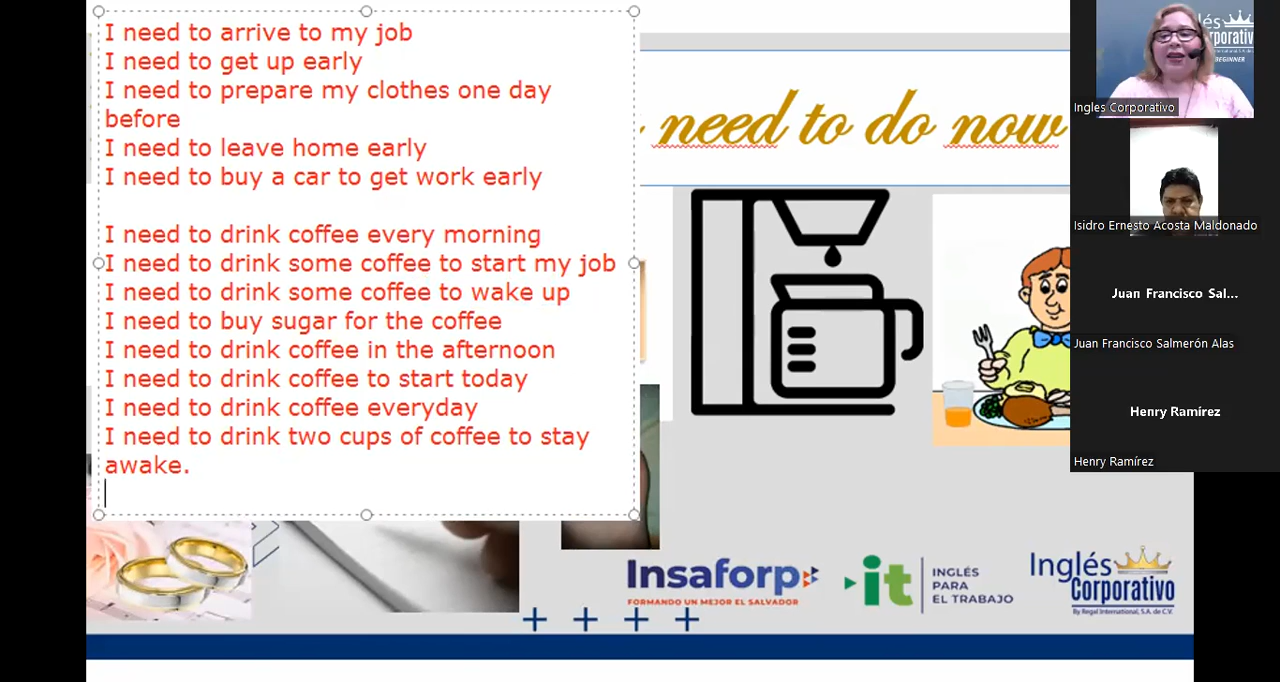 I need to arrive to my job
I need to get up early
I need to prepare my clothes one day
before
I need to leave home early
I need to buy a car to get work early
I need to drink coffee every morning
I need to drink some coffee to start my job
I need to drink some coffee to wake up
I need to buy sugar for the coffee
I need to drink coffee in the afternoon
I need to drink coffee to start today
I need to drink coffee everyday
I need to drink two cups of coffee to stay
awake.
need to do now
Insaforp
FORMANDO UN MEJOR EL SALVADOR
it
INGLÉS
PARA
EL TRABAJO
Inglés
Corporativo
By Regal International, S.A. de C.V.
BEGINNER
Ingles Corporativo
Isidro Ernesto Acosta Maldonado
Juan Francisco Sal...
Juan Francisco Salmerón Alas
Henry Ramírez
Henry Ramírez